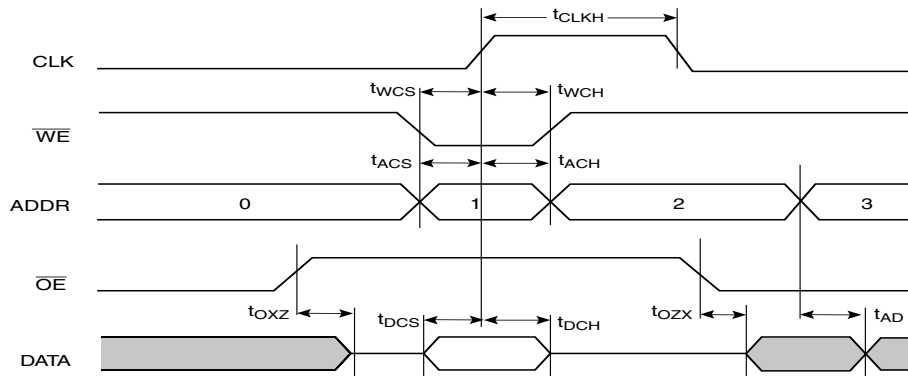 tCLKH
CLK
tWCS tWCH
WE
tACS tACH
ADDR 0 1 2 3
OE
tOXZ tDCS tDCH tOZX tAD
DATA